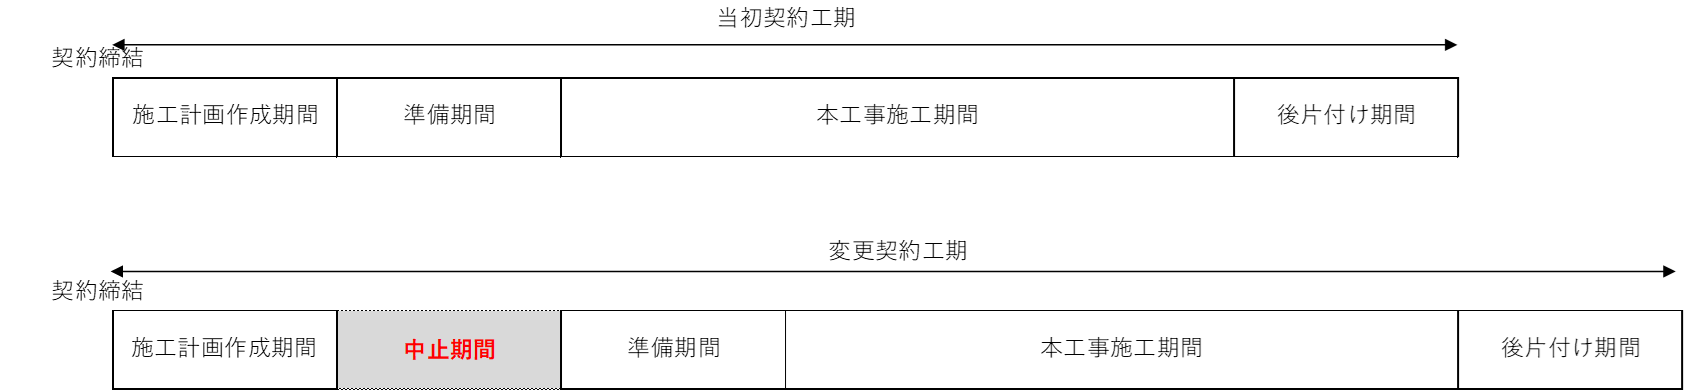 当初契約工期
契約締結
施工計画作成期間
準備期間
本工事施工期間
後片付け期間
変更契約工期
契約締結
施工計画作成期間
中止期間
準備期間
本工事施工期間
後片付け期間